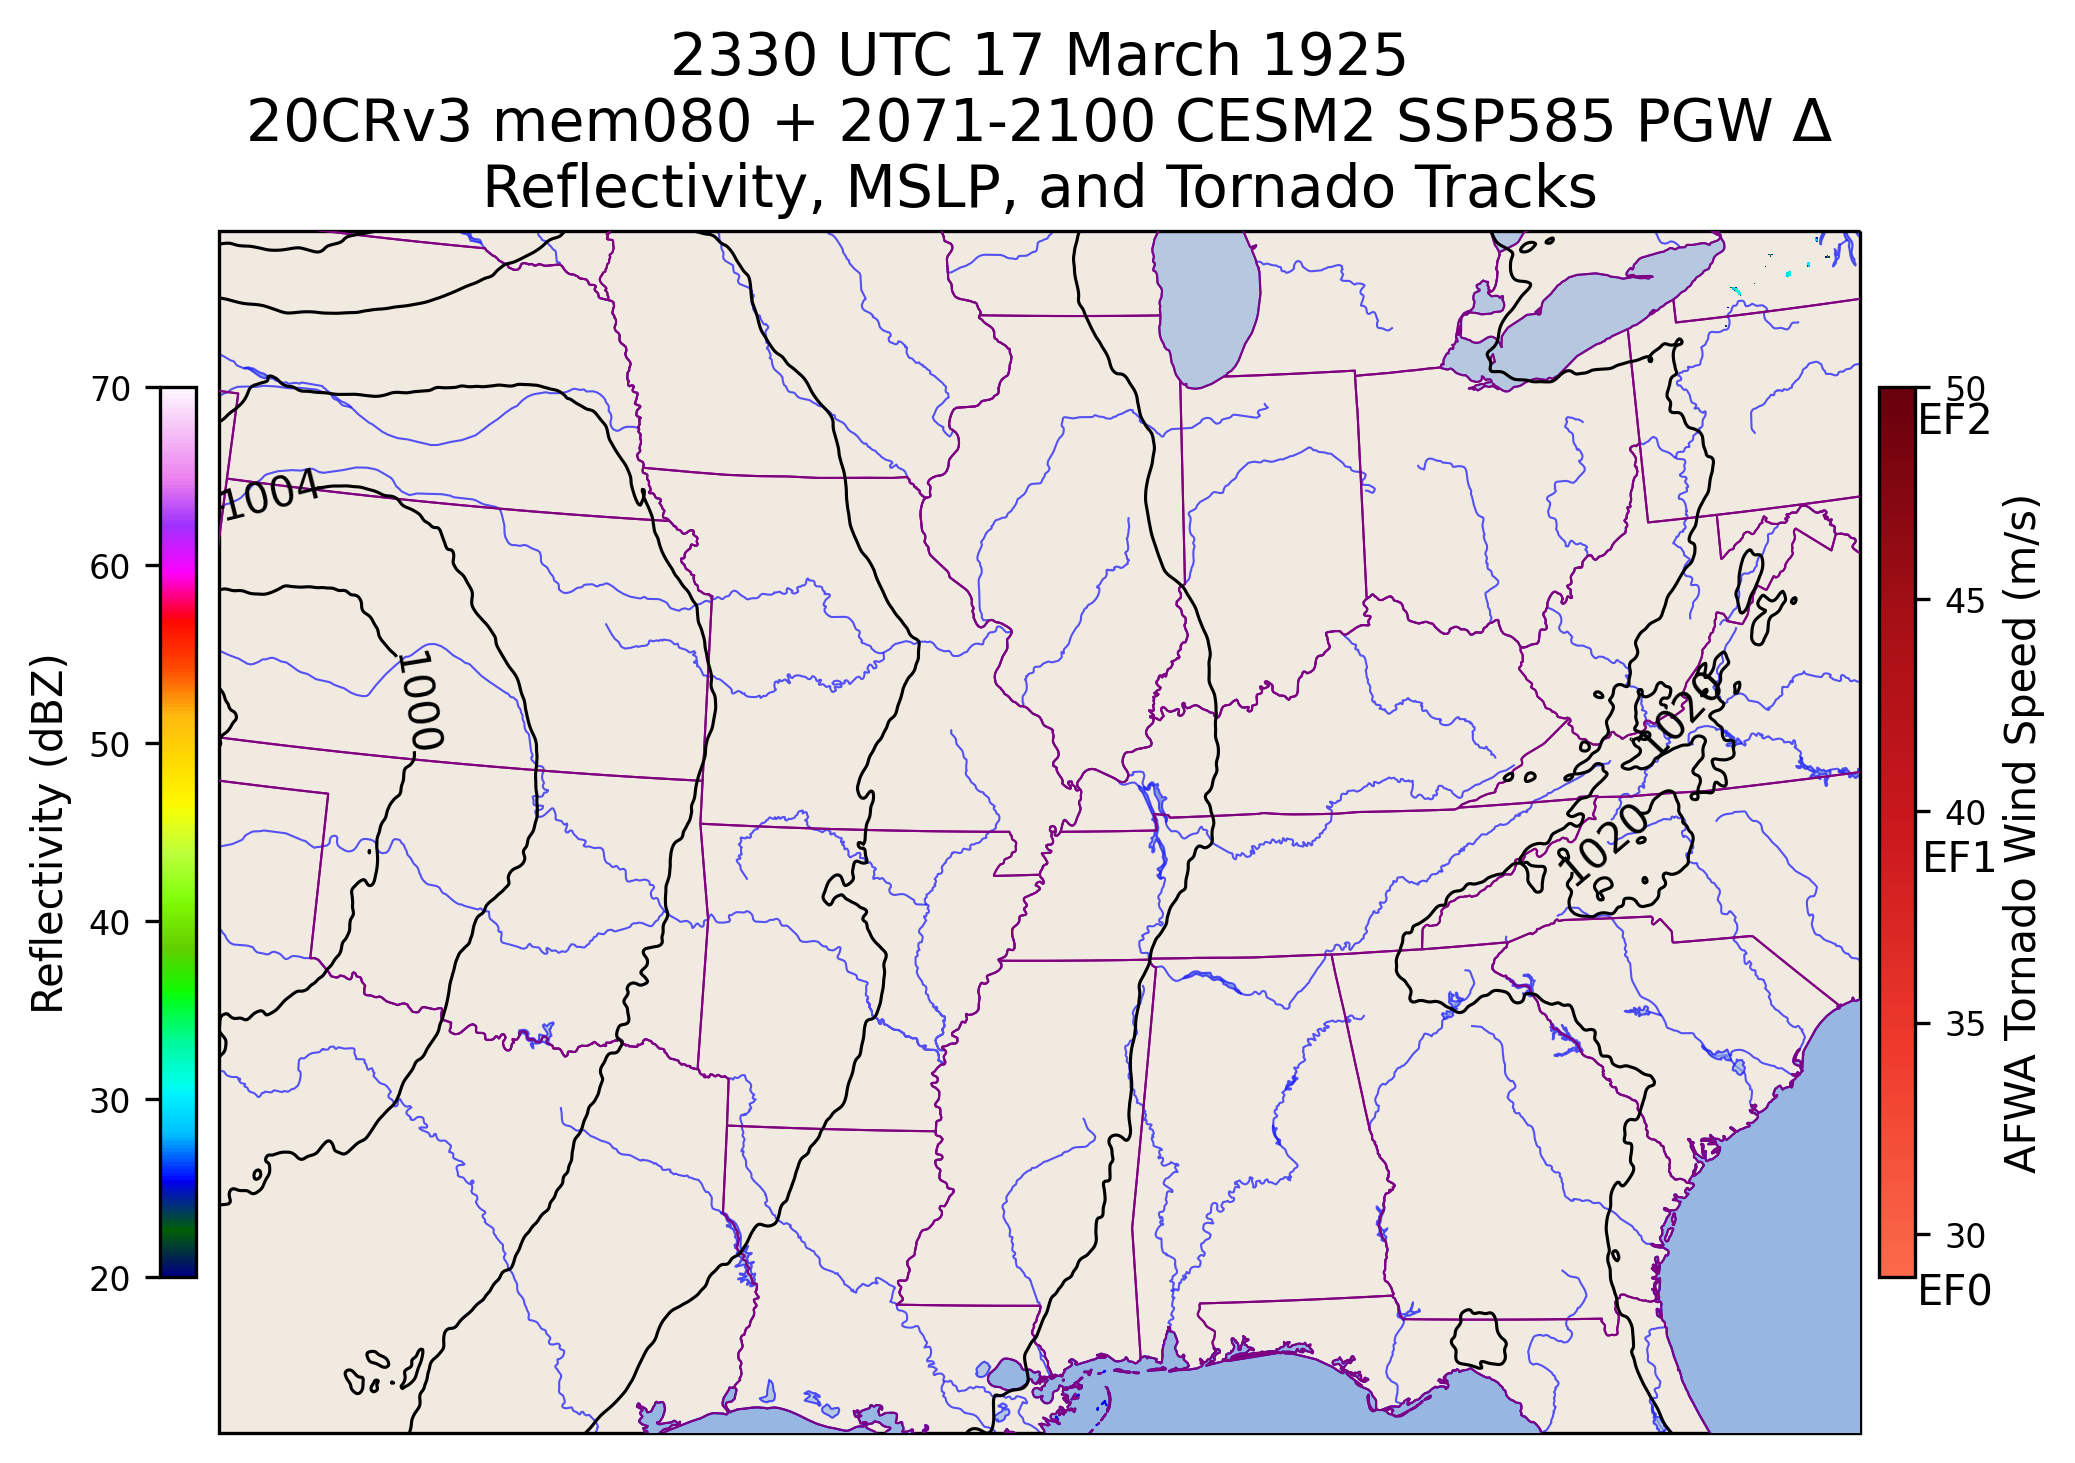 2330 UTC 17 March 1925
20CRv3 mem080 + 2071-2100 CESM2 SSP585 PGW Δ
Reflectivity, MSLP, and Tornado Tracks
70
60
50
40
30
20
Reflectivity (dBZ)
1004
1000
1020
1020
50
EF2
45
40
EF1
35
30
EF0
AFWA Tornado Wind Speed (m/s)